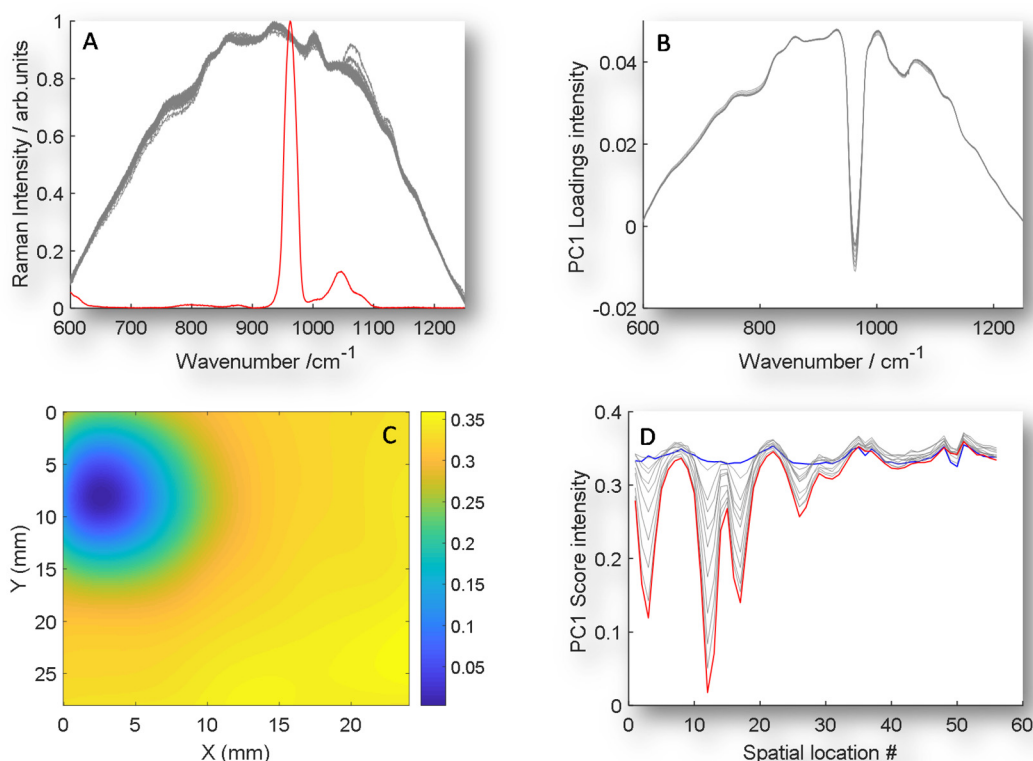 A
Raman Intensity / arb.units
1
0.8
0.6
0.4
0.2
0
600 700 800 900 1000 1100 1200
Wavenumber /cm⁻¹
B
PC1 Loadings intensity
0.04
0.02
0
-0.02
600 800 1000 1200
Wavenumber / cm⁻¹
C
Y (mm)
0
5
10
15
20
25
0 5 10 15 20
X (mm)
0.35
0.3
0.25
0.2
0.15
0.1
0.05
D
PC1 Score intensity
0.4
0.3
0.2
0.1
0
0 10 20 30 40 50 60
Spatial location #